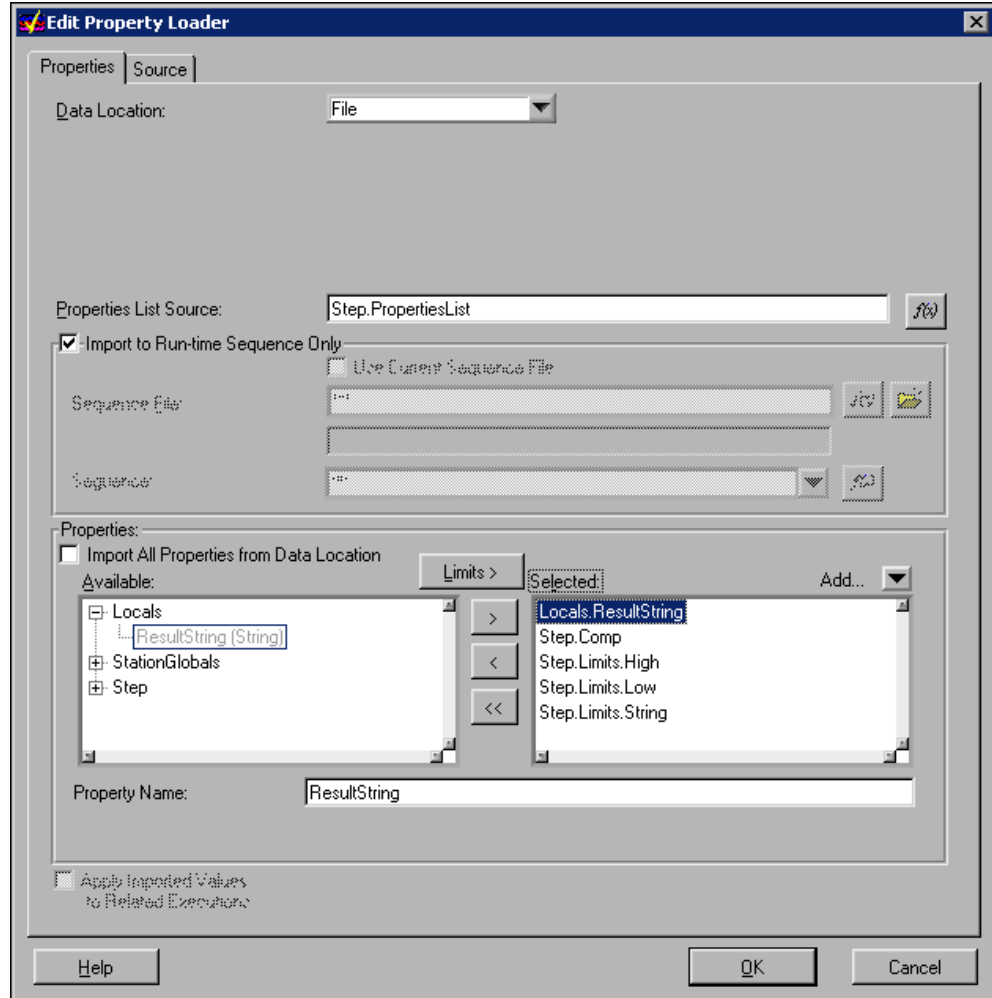 Edit Property Loader
Properties Source
Data Location: File
Properties List Source: Step.PropertiesList f(x)
Import to Run-time Sequence Only
Use Current Sequence File
Sequence File:
Sequence:
Properties:
Import All Properties from Data Location
Available: Limits > Selected: Add...
Locals
ResultString (String)
StationGlobals
Step
>
<
<<
Locals.ResultString
Step.Comp
Step.Limits.High
Step.Limits.Low
Step.Limits.String
Property Name: ResultString
Apply Imported Values
to Related Executions
Help OK Cancel